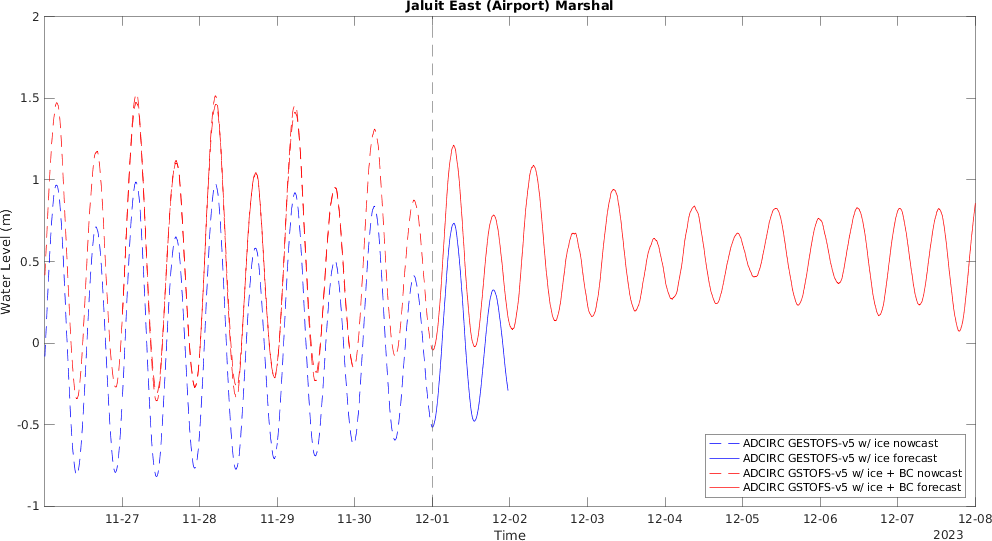 Jaluit East (Airport) Marshal
2
1.5
1
0.5
0
-0.5
-1
Water Level (m)
ADCIRC GESTOFS-v5 w/ ice nowcast
ADCIRC GESTOFS-v5 w/ ice forecast
ADCIRC GSTOFS-v5 w/ ice + BC nowcast
ADCIRC GSTOFS-v5 w/ ice + BC forecast
11-27 11-28 11-29 11-30 12-01 12-02 12-03 12-04 12-05 12-06 12-07 12-08
Time
2023